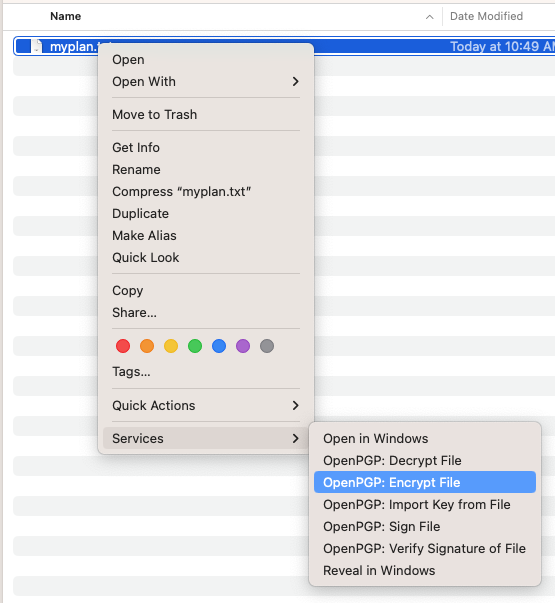 Name
Date Modified
myplan.txt
Today at 10:49 AM
Open
Open With
Move to Trash
Get Info
Rename
Compress “myplan.txt”
Duplicate
Make Alias
Quick Look
Copy
Share...
Tags...
Quick Actions
Services
Open in Windows
OpenPGP: Decrypt File
OpenPGP: Encrypt File
OpenPGP: Import Key from File
OpenPGP: Sign File
OpenPGP: Verify Signature of File
Reveal in Windows